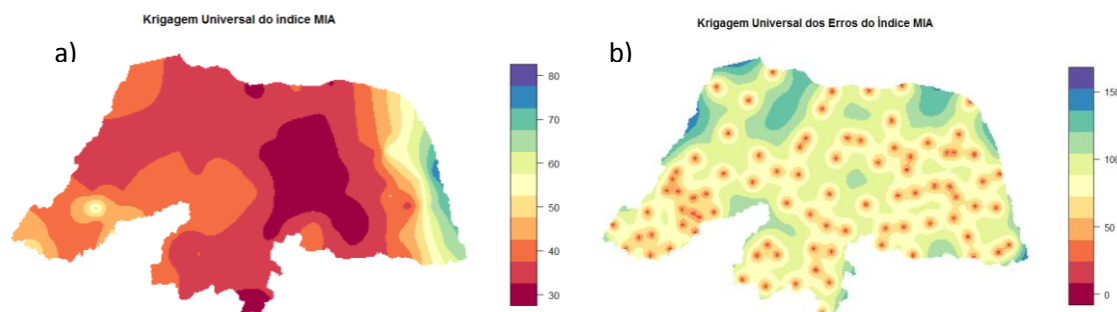 Krigagem Universal do índice MIA
a)
80
70
60
50
40
30
Krigagem Universal dos Erros do Índice MIA
b)
150
100
50
0